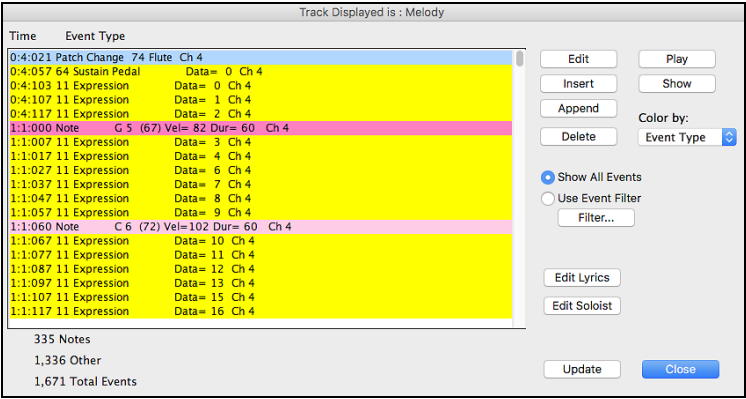 Track Displayed is : Melody
Time Event Type
0:4:021 Patch Change 74 Flute Ch 4
0:4:057 64 Sustain Pedal Data= 0 Ch 4
0:4:103 11 Expression Data= 0 Ch 4
0:4:107 11 Expression Data= 1 Ch 4
0:4:117 11 Expression Data= 2 Ch 4
1:1:000 Note G 5 (67) Vel= 82 Dur= 60 Ch 4
1:1:007 11 Expression Data= 3 Ch 4
1:1:017 11 Expression Data= 4 Ch 4
1:1:027 11 Expression Data= 6 Ch 4
1:1:037 11 Expression Data= 7 Ch 4
1:1:047 11 Expression Data= 8 Ch 4
1:1:057 11 Expression Data= 9 Ch 4
1:1:060 Note C 6 (72) Vel=102 Dur= 60 Ch 4
1:1:067 11 Expression Data= 10 Ch 4
1:1:077 11 Expression Data= 11 Ch 4
1:1:087 11 Expression Data= 12 Ch 4
1:1:097 11 Expression Data= 13 Ch 4
1:1:107 11 Expression Data= 15 Ch 4
1:1:117 11 Expression Data= 16 Ch 4
335 Notes
1,336 Other
1,671 Total Events
Edit Play
Insert Show
Append
Color by:
Delete Event Type
Show All Events
Use Event Filter
Filter...
Edit Lyrics
Edit Soloist
Update Close